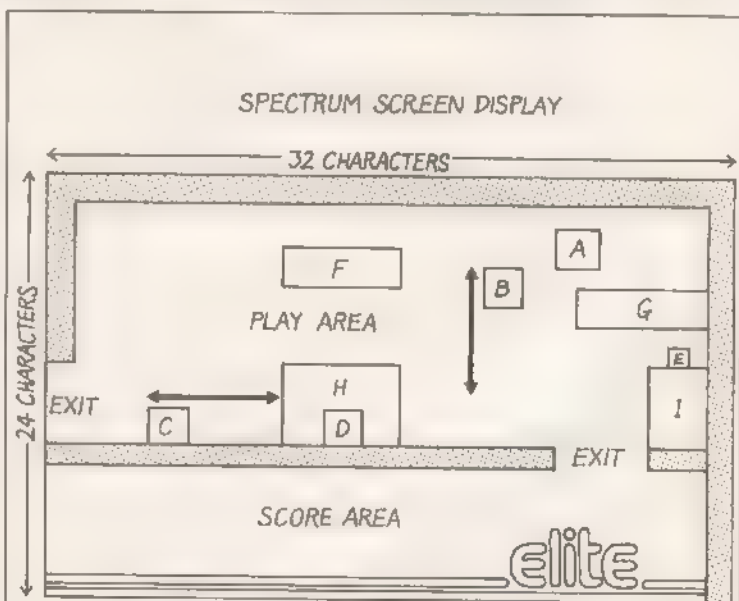 SPECTRUM SCREEN DISPLAY
32 CHARACTERS
24 CHARACTERS
A
F
B
G
PLAY AREA
E
H
EXIT
C
D
I
EXIT
SCORE AREA
elite